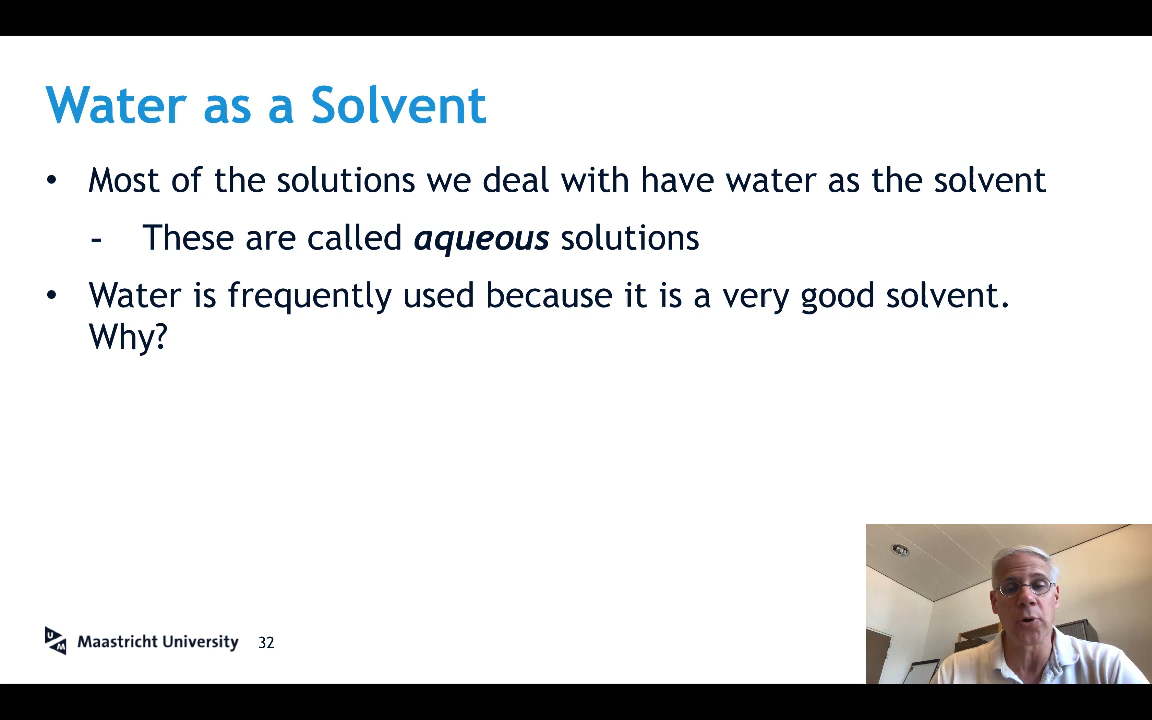 Water as a Solvent
• Most of the solutions we deal with have water as the solvent
- These are called aqueous solutions
• Water is frequently used because it is a very good solvent.
Why?
UM Maastricht University 32